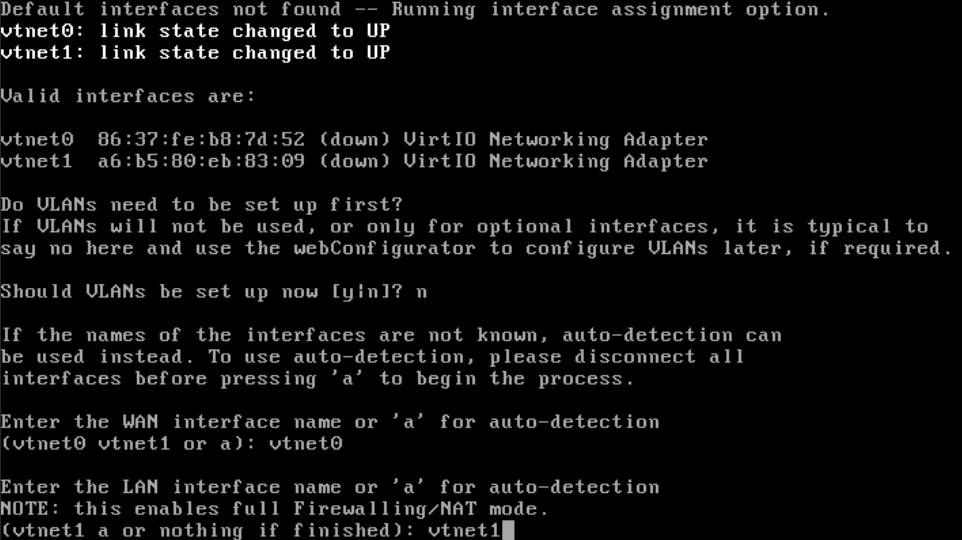 Default interfaces not found -- Running interface assignment option.
vtnet0: link state changed to UP
vtnet1: link state changed to UP
Valid interfaces are:
vtnet0  86:37:fe:b8:7d:52 (down) VirtIO Networking Adapter
vtnet1  a6:b5:80:eb:83:09 (down) VirtIO Networking Adapter
Do VLANs need to be set up first?
If VLANs will not be used, or only for optional interfaces, it is typical to
say no here and use the webConfigurator to configure VLANs later, if required.
Should VLANs be set up now [y|n]? n
If the names of the interfaces are not known, auto-detection can
be used instead. To use auto-detection, please disconnect all
interfaces before pressing 'a' to begin the process.
Enter the WAN interface name or 'a' for auto-detection
(vtnet0 vtnet1 or a): vtnet0
Enter the LAN interface name or 'a' for auto-detection
NOTE: this enables full Firewalling/NAT mode.
(vtnet1 a or nothing if finished): vtnet1